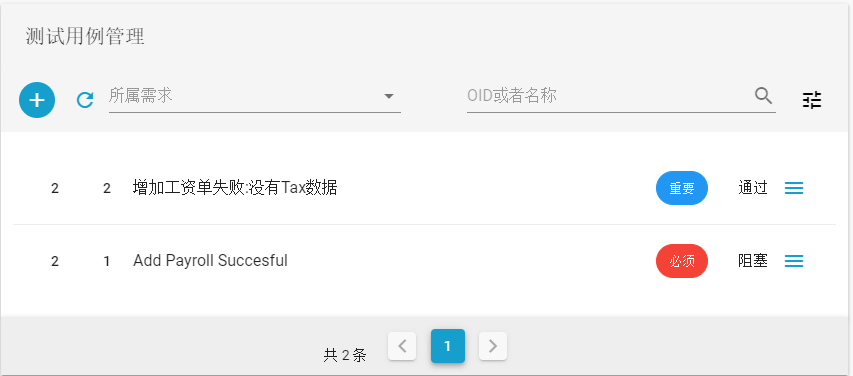 测试用例管理
所属需求 OID或者名称
2 2 增加工资单失败:没有Tax数据 重要 通过
2 1 Add Payroll Succesful 必须 阻塞
共 2 条 1